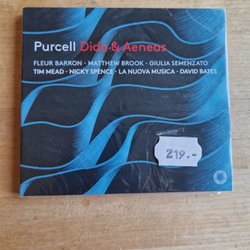 Purcell Dido & Aeneas
FLEUR BARRON · MATTHEW BROOK · GIULIA SEMENZATO
TIM MEAD · NICKY SPENCE · LA NUOVA MUSICA · DAVID BATES
219.-